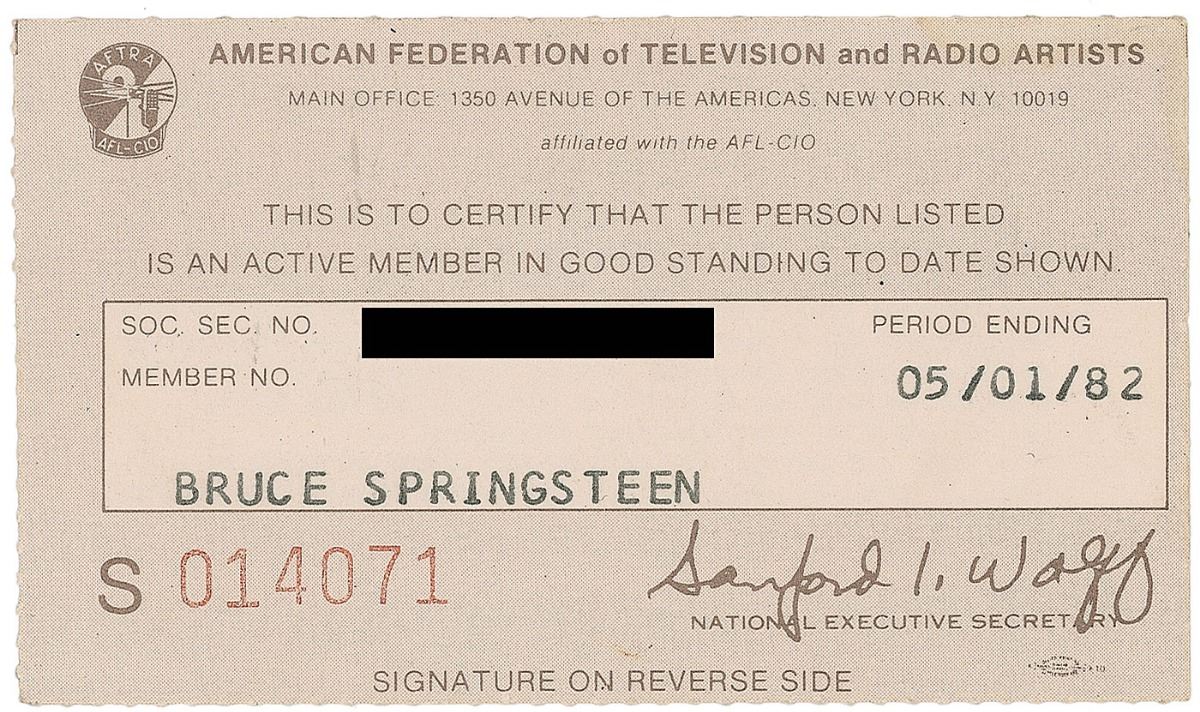 AFTRA
AFL-CIO
AMERICAN FEDERATION of TELEVISION and RADIO ARTISTS
MAIN OFFICE: 1350 AVENUE OF THE AMERICAS, NEW YORK, N.Y. 10019
affiliated with the AFL-CIO
THIS IS TO CERTIFY THAT THE PERSON LISTED
IS AN ACTIVE MEMBER IN GOOD STANDING TO DATE SHOWN.
SOC. SEC. NO.
PERIOD ENDING
MEMBER NO.
05/01/82
BRUCE SPRINGSTEEN
S 014071
Sanford I. Wolff
NATIONAL EXECUTIVE SECRETARY
SIGNATURE ON REVERSE SIDE